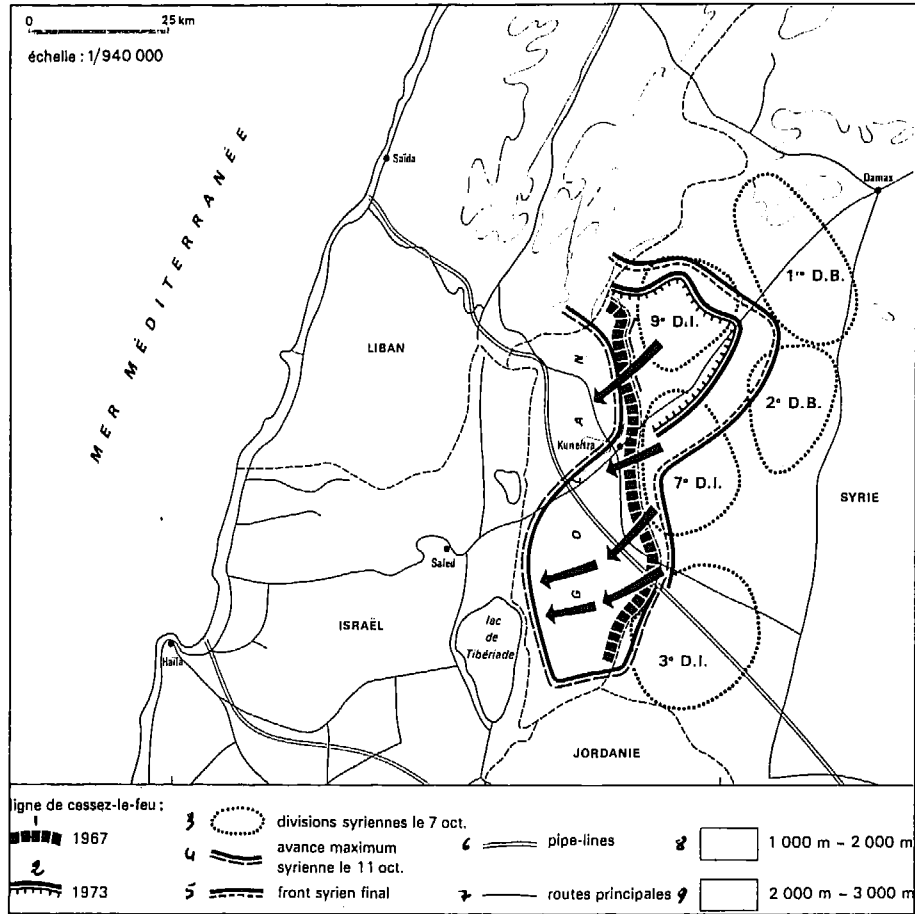 0 25 km
échelle : 1/940 000
MER MÉDITERRANÉE
Saïda
Damas
1re D.B.
9e D.I.
LIBAN
2e D.B.
GOLAN
Kuneïtra
7e D.I.
SYRIE
Safed
ISRAËL
lac
de
Tibériade
Haïfa
3e D.I.
JORDANIE
ligne de cessez-le-feu :
1 1967
2 1973
3 divisions syriennes le 7 oct.
4 avance maximum
syrienne le 11 oct.
5 front syrien final
6 pipe-lines
7 routes principales
8 1 000 m – 2 000 m
9 2 000 m – 3 000 m